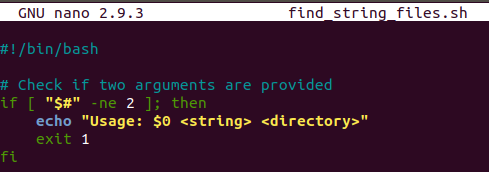 GNU nano 2.9.3 find_string_files.sh
#!/bin/bash
# Check if two arguments are provided
if [ "$#" -ne 2 ]; then
    echo "Usage: $0 <string> <directory>"
    exit 1
fi